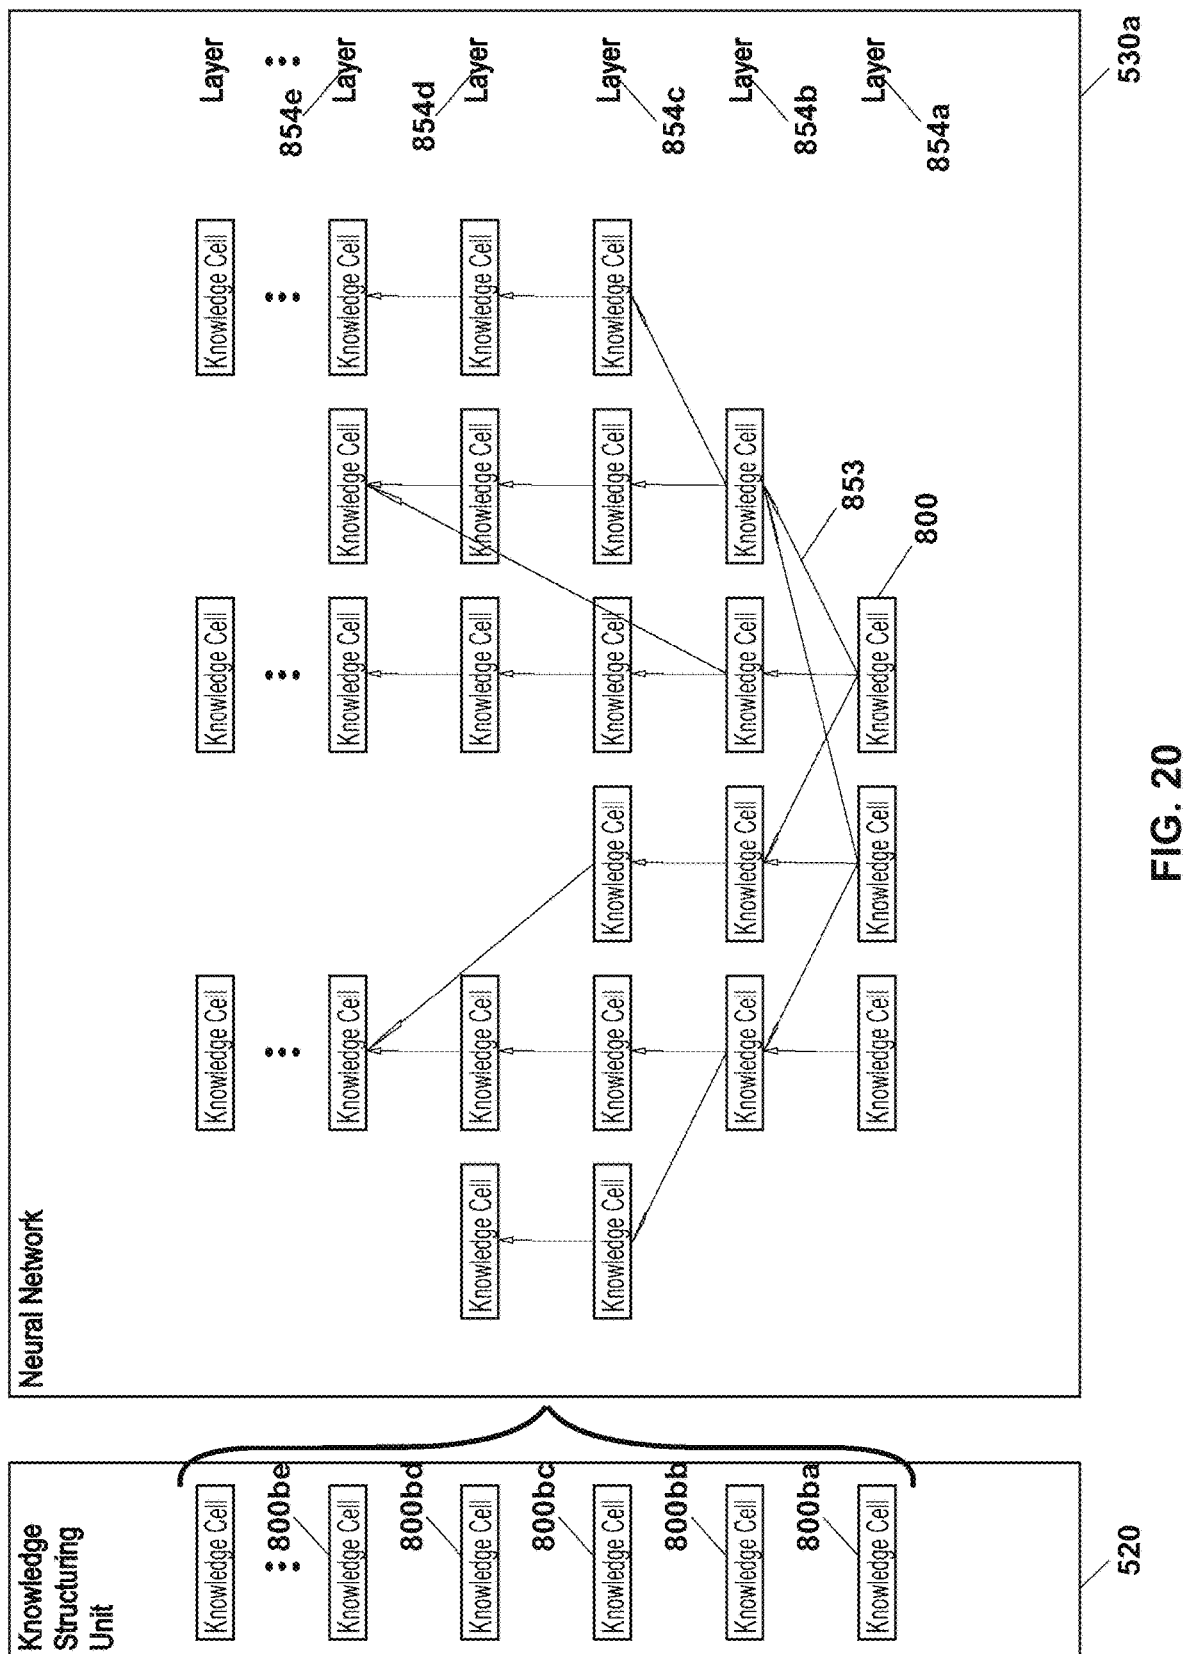 Knowledge
Structuring
Unit
Neural Network
Knowledge Cell Knowledge Cell Knowledge Cell Knowledge Cell Layer
800be 854e
Knowledge Cell Knowledge Cell Knowledge Cell Knowledge Cell Knowledge Cell Layer
800bd 854d
Knowledge Cell Knowledge Cell Knowledge Cell Knowledge Cell Knowledge Cell Knowledge Cell Layer
800bc
Knowledge Cell Knowledge Cell Knowledge Cell Knowledge Cell Knowledge Cell Knowledge Cell Knowledge Cell Layer
800bb 854c
Knowledge Cell Knowledge Cell Knowledge Cell Knowledge Cell Knowledge Cell Layer
800ba 853 854b
Knowledge Cell Knowledge Cell Knowledge Cell Knowledge Cell Layer
800 854a
520 530a
FIG. 20